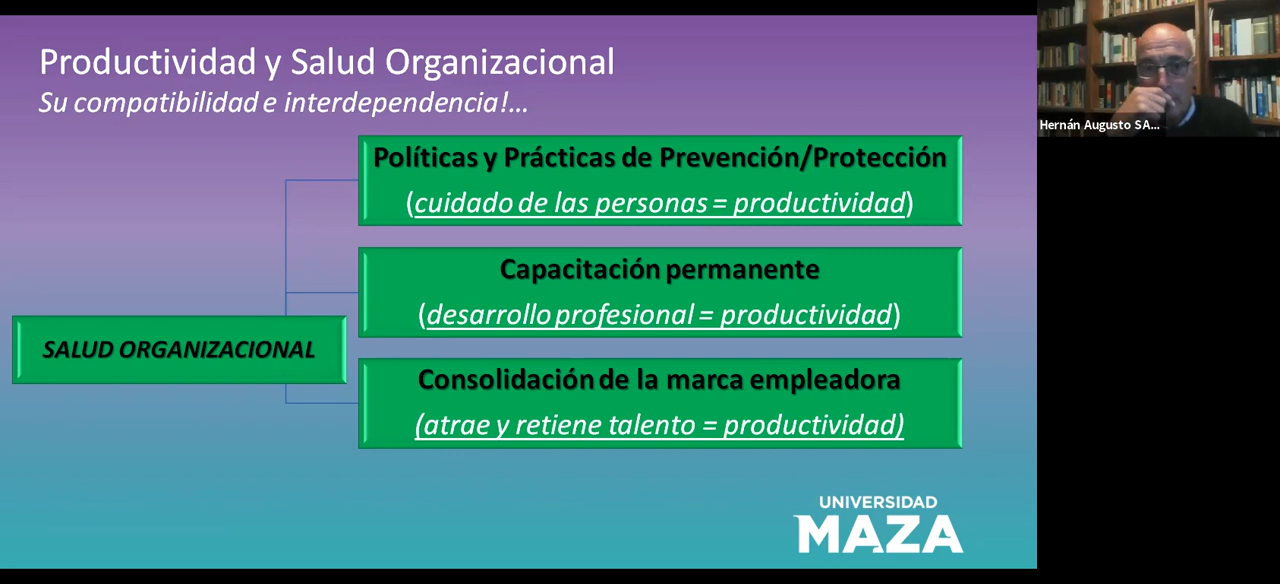 Productividad y Salud Organizacional
Su compatibilidad e interdependencia!...
Hernán Augusto SA...
Políticas y Prácticas de Prevención/Protección
(cuidado de las personas = productividad)
Capacitación permanente
(desarrollo profesional = productividad)
SALUD ORGANIZACIONAL
Consolidación de la marca empleadora
(atrae y retiene talento = productividad)
UNIVERSIDAD
MAZA